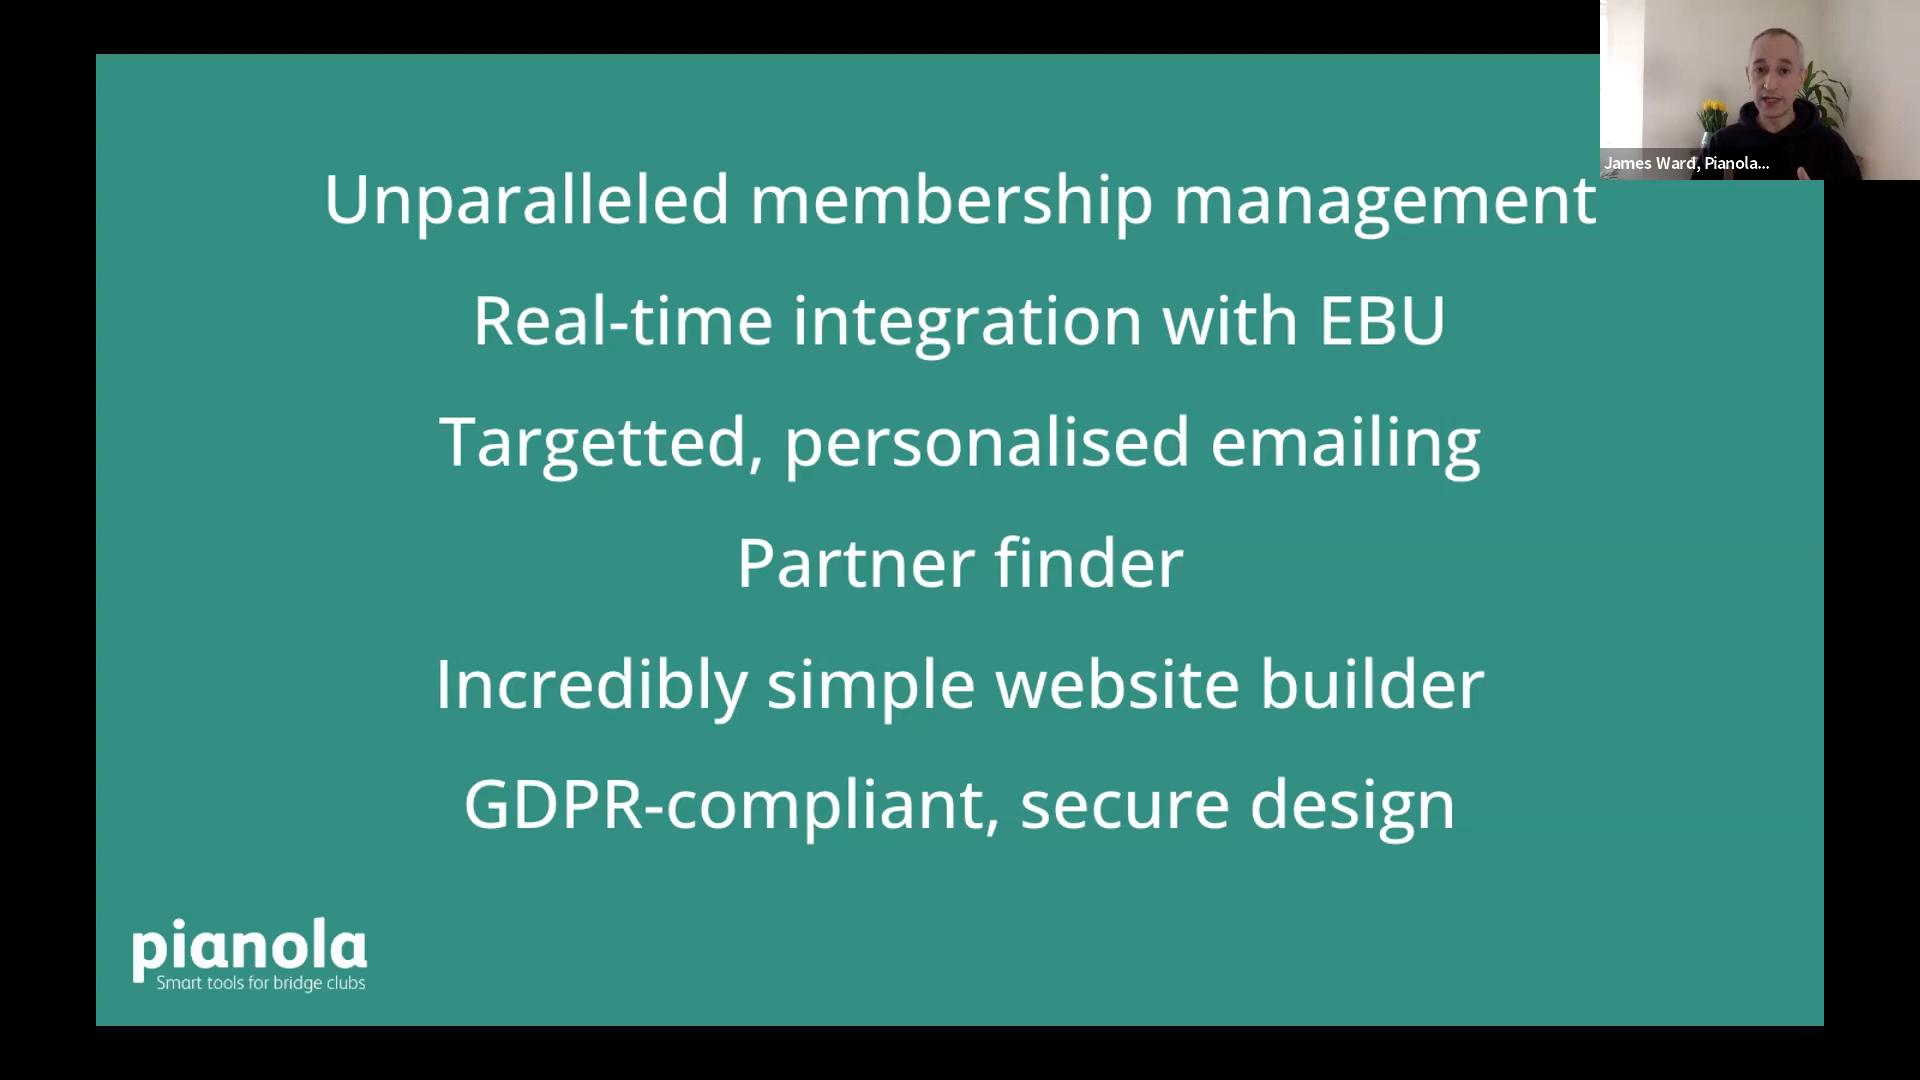 Unparalleled membership management
James Ward, Pianola...
Real-time integration with EBU
Targetted, personalised emailing
Partner finder
Incredibly simple website builder
GDPR-compliant, secure design
pianola
Smart tools for bridge clubs